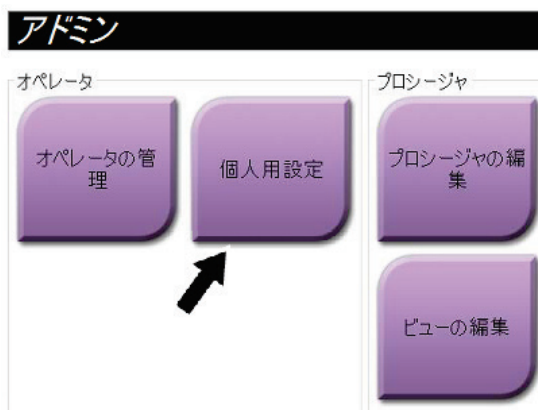 アドミン
オペレータ
プロシージャ
オペレータの管
理
個人用設定
プロシージャの編
集
ビューの編集